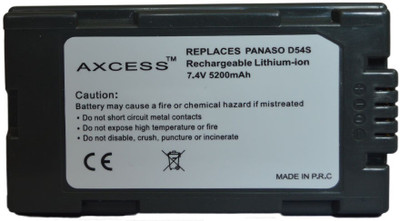 AXCESS™
REPLACES PANASO D54S
Rechargeable Lithium-ion
7.4V 5200mAh
Caution:
Battery may cause a fire or chemical hazard if mistreated
• Do not short circuit metal contacts
• Do not expose high temperature
• Do not disable, crush, puncture or incinerate
CE
MADE IN P.R.C